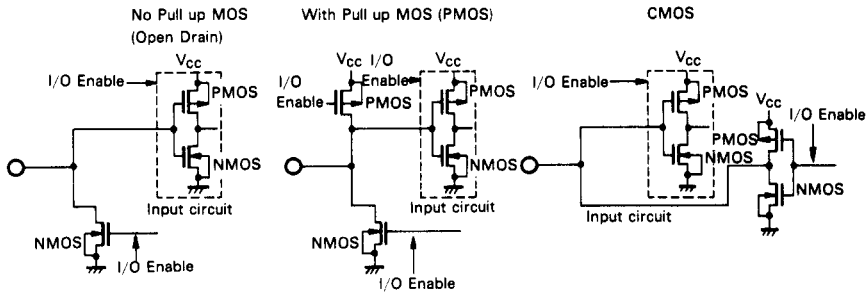 No Pull up MOS
(Open Drain)
VCC
I/O Enable
PMOS
NMOS
Input circuit
NMOS
I/O Enable
With Pull up MOS (PMOS)
VCC
I/O
Enable
PMOS
I/O
Enable
VCC
PMOS
NMOS
Input circuit
NMOS
I/O Enable
CMOS
VCC
I/O Enable
PMOS
NMOS
Input circuit
VCC
I/O Enable
PMOS
NMOS